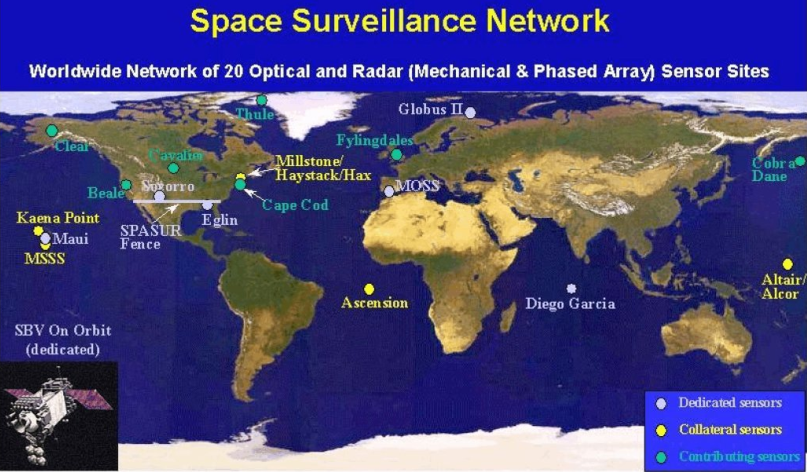 Space Surveillance Network
Worldwide Network of 20 Optical and Radar (Mechanical & Phased Array) Sensor Sites
Thule
Globus II
Clear
Cavalier
Fylingdales
Millstone/
Haystack/Hax
Cobra
Dane
Beale
Socorro
MOSS
Cape Cod
Kaena Point
Maui
MSSS
SPASUR
Fence
Eglin
Altair/
Alcor
Ascension
Diego Garcia
SBV On Orbit
(dedicated)
Dedicated sensors
Collateral sensors
Contributing sensors